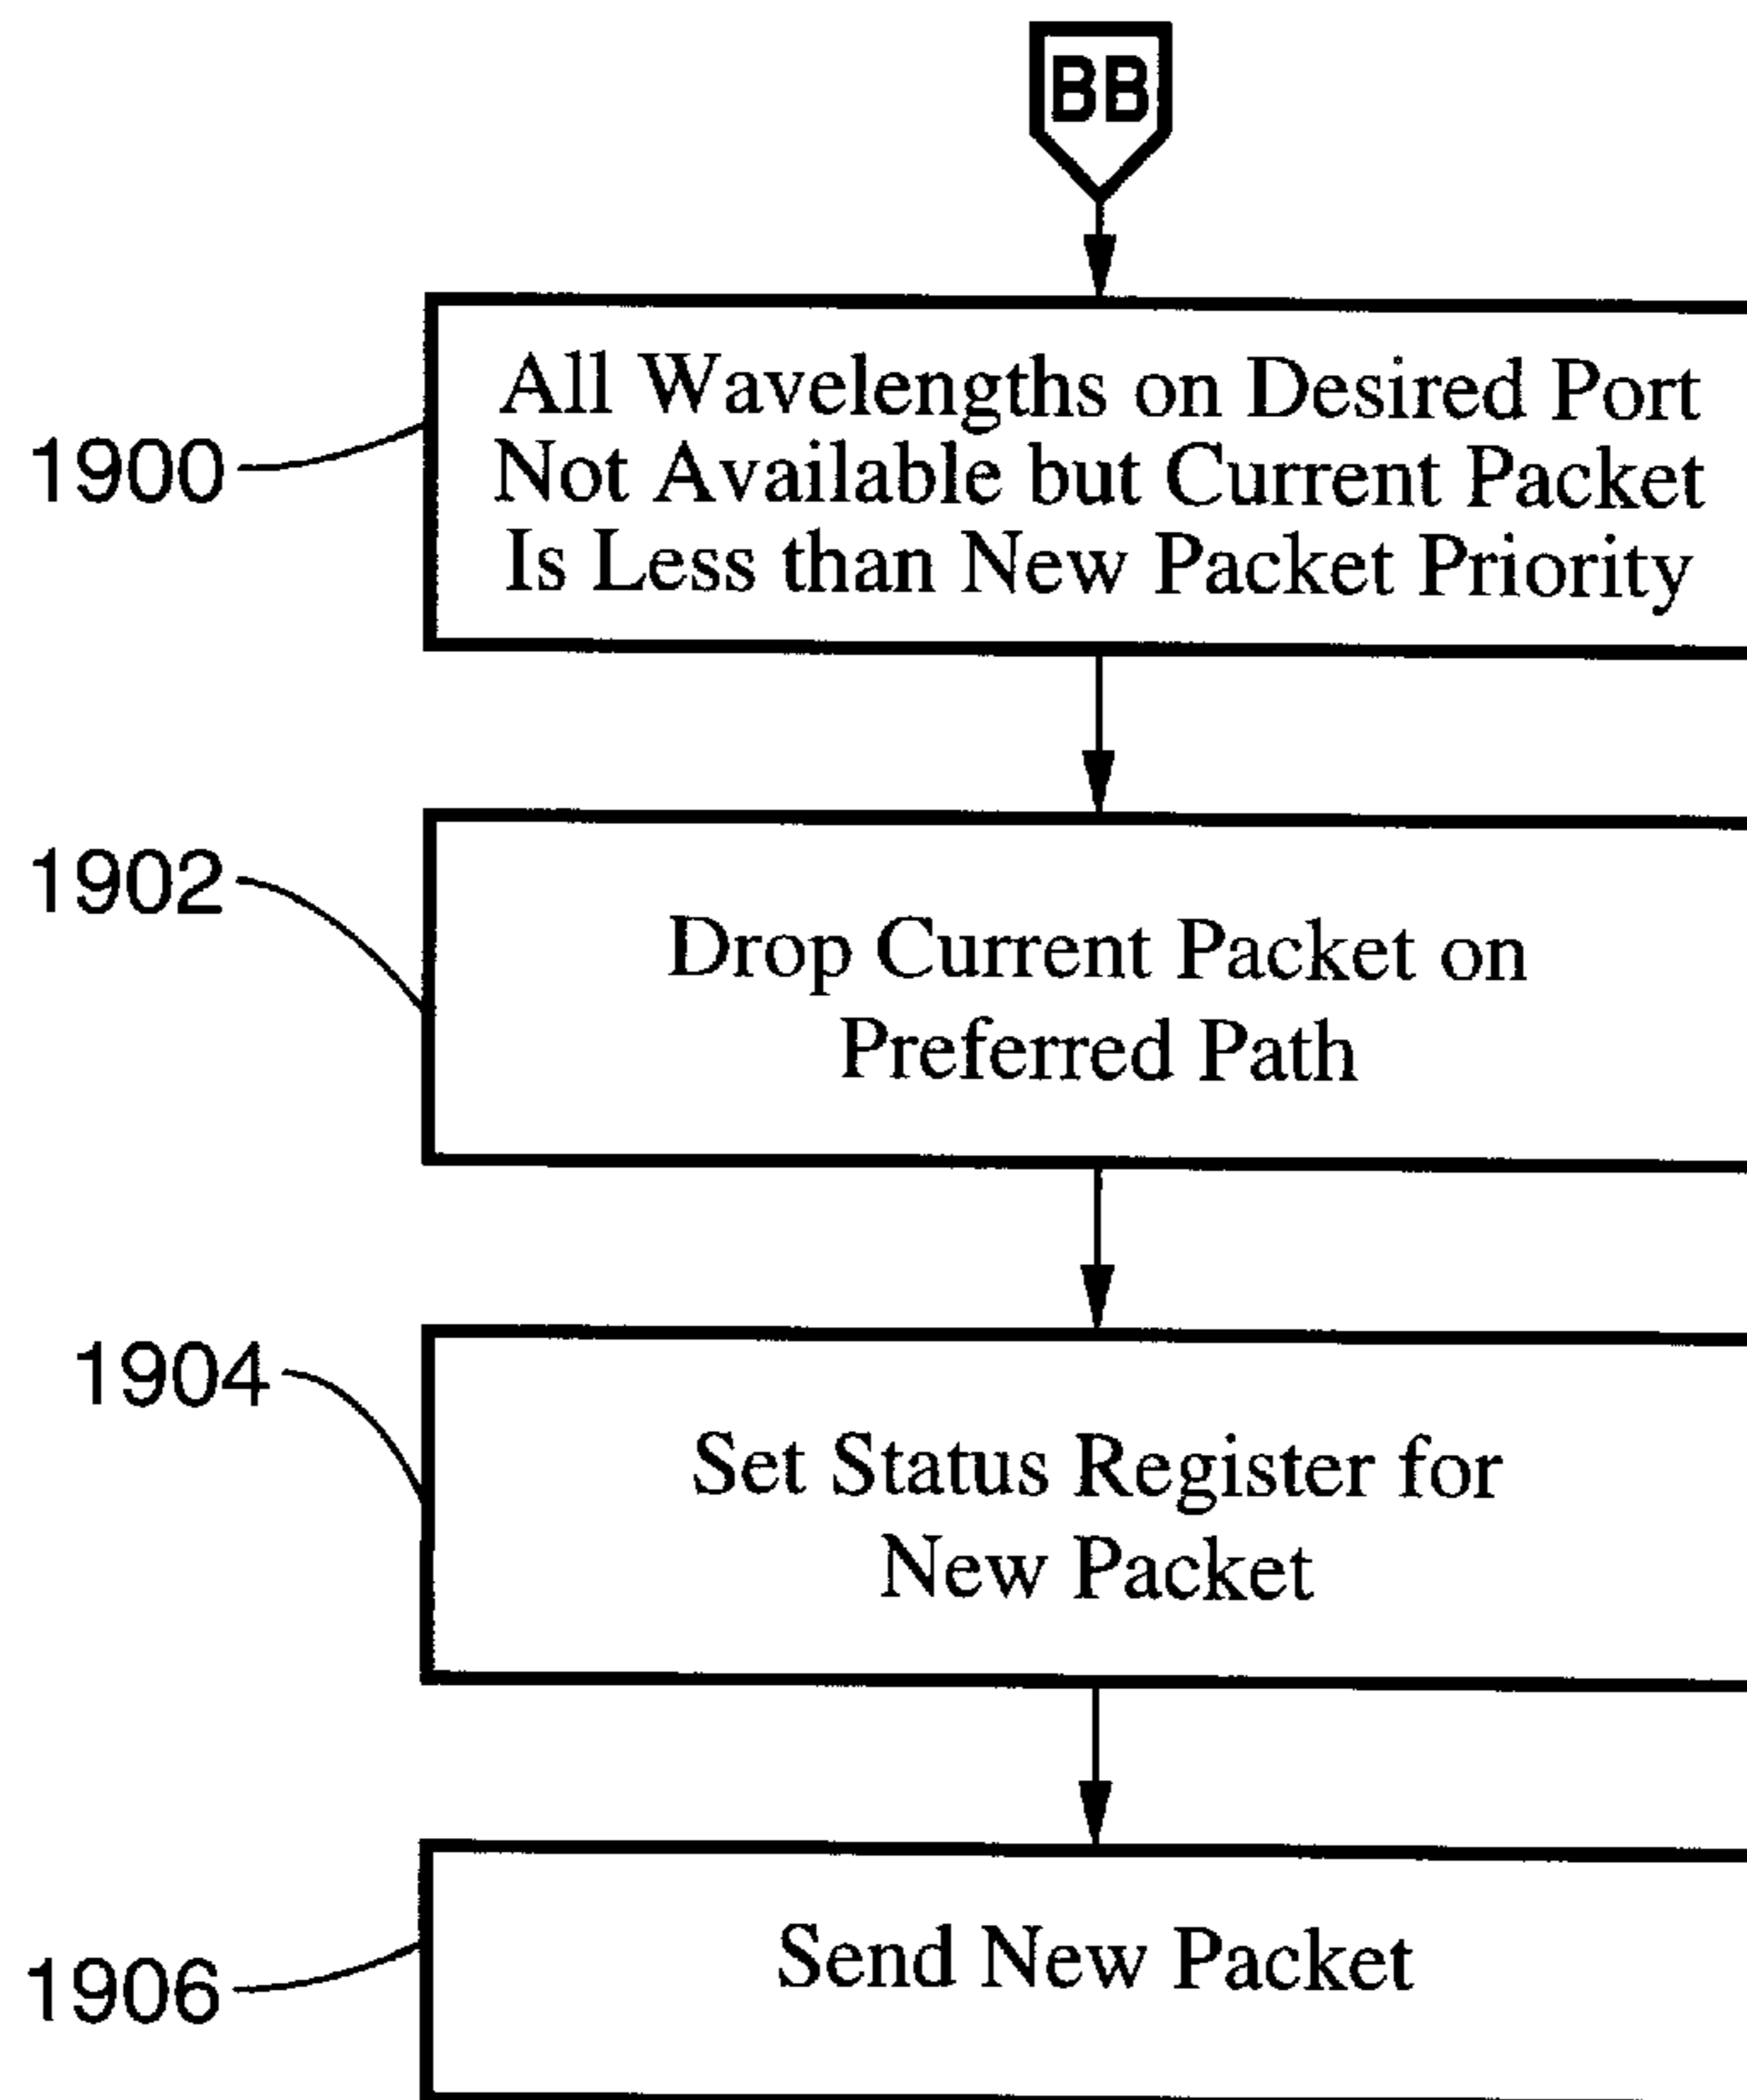 BB
1900
All Wavelengths on Desired Port
Not Available but Current Packet
Is Less than New Packet Priority
1902
Drop Current Packet on
Preferred Path
1904
Set Status Register for
New Packet
1906
Send New Packet